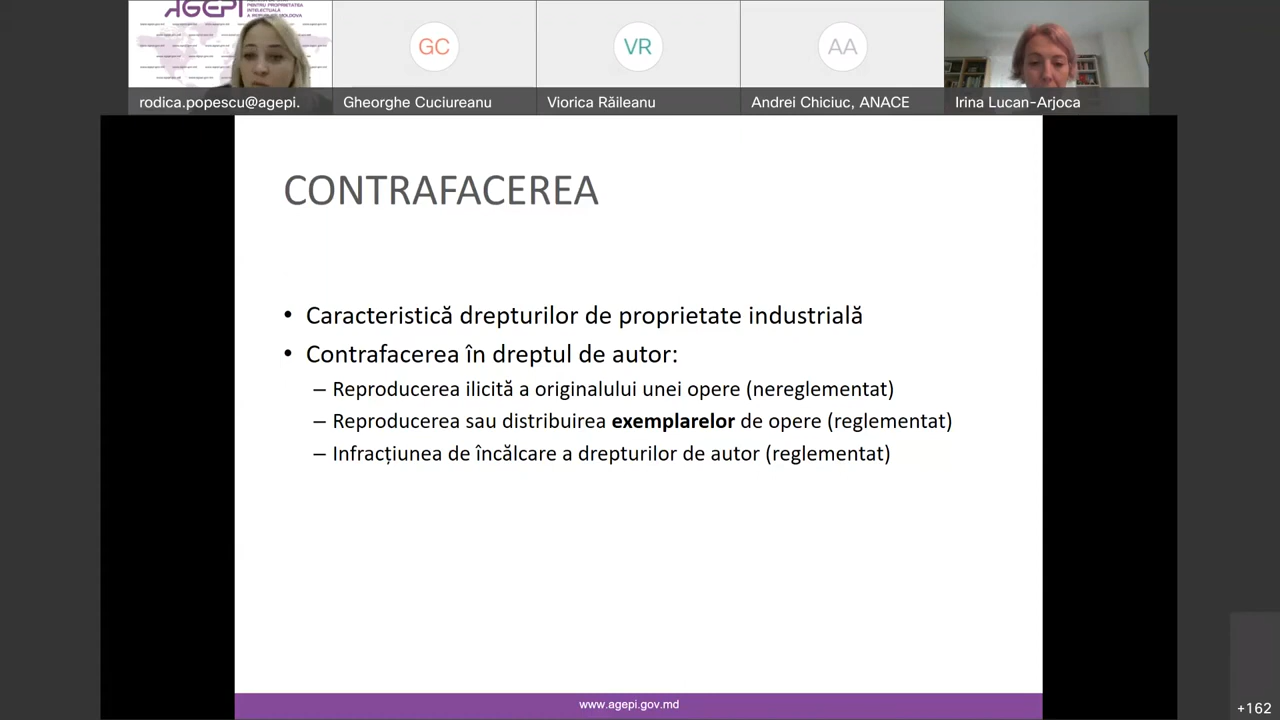 AGEPI
PENTRU PROPRIETATEA
INTELECTUALĂ
A REPUBLICII MOLDOVA
GC
VR
AA
rodica.popescu@agepi.
Gheorghe Cuciureanu
Viorica Răileanu
Andrei Chiciuc, ANACE
Irina Lucan-Arjoca
CONTRAFACEREA
• Caracteristică drepturilor de proprietate industrială
• Contrafacerea în dreptul de autor:
– Reproducerea ilicită a originalului unei opere (nereglementat)
– Reproducerea sau distribuirea exemplarelor de opere (reglementat)
– Infracțiunea de încălcare a drepturilor de autor (reglementat)
www.agepi.gov.md
+162